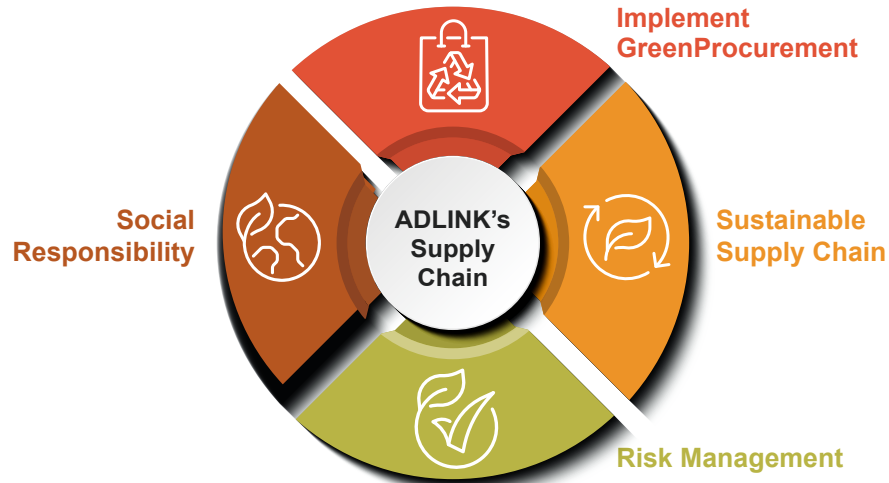 Implement
GreenProcurement
Social
Responsibility
ADLINK’s
Supply
Chain
Sustainable
Supply Chain
Risk Management